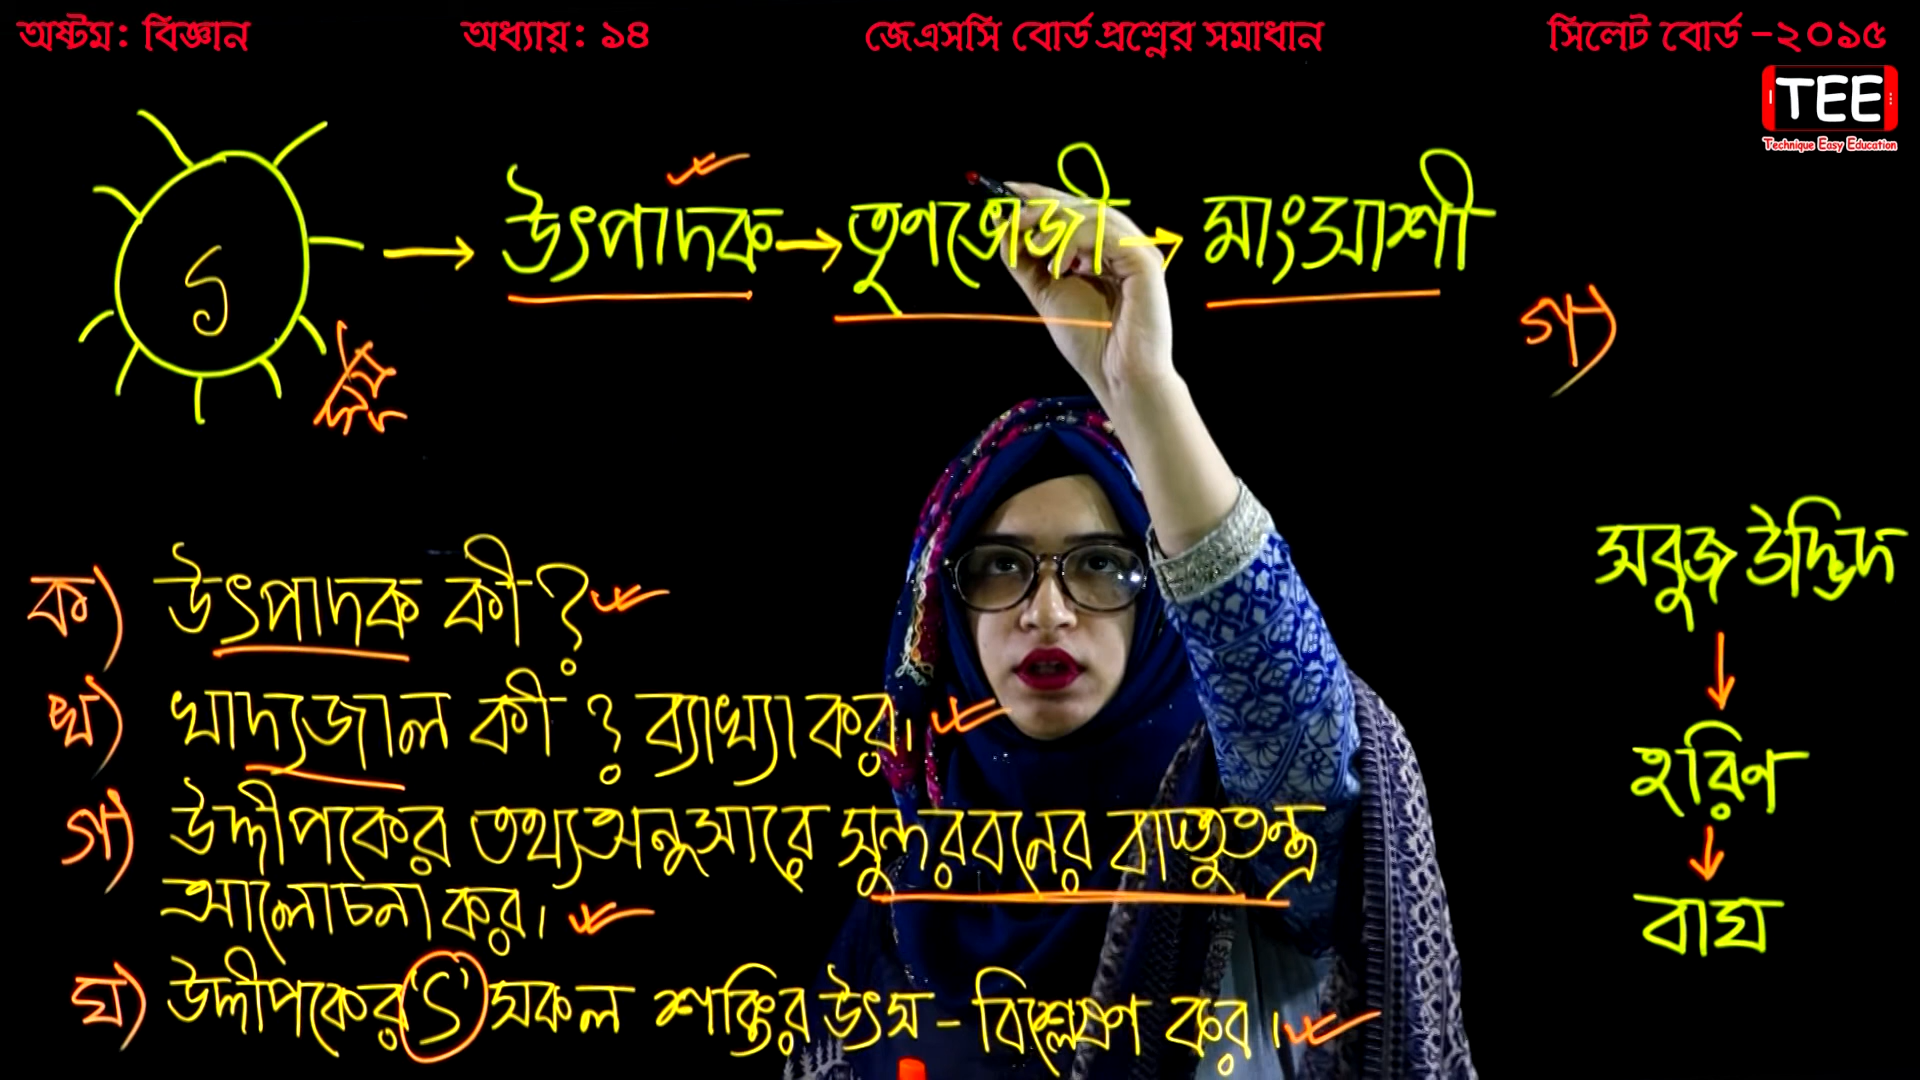 অষ্টম: বিজ্ঞান অধ্যায়: ১৪ জেএসসি বোর্ড প্রশ্নের সমাধান সিলেট বোর্ড -২০১৫
TEE
Technique Easy Education
S → উৎপাদক → তৃণভোজী → মাংসাশী
গ)
সবুজ উদ্ভিদ
↓
হরিণ
↓
বাঘ
ক) উৎপাদক কী?
খ) খাদ্যজাল কী? ব্যাখ্যা কর।
গ) উদ্দীপকের তথ্য অনুসারে সুন্দরবনের বাস্তুতন্ত্র
আলোচনা কর।
ঘ) উদ্দীপকের 'S' সকল শক্তির উৎস - বিশ্লেষণ কর।